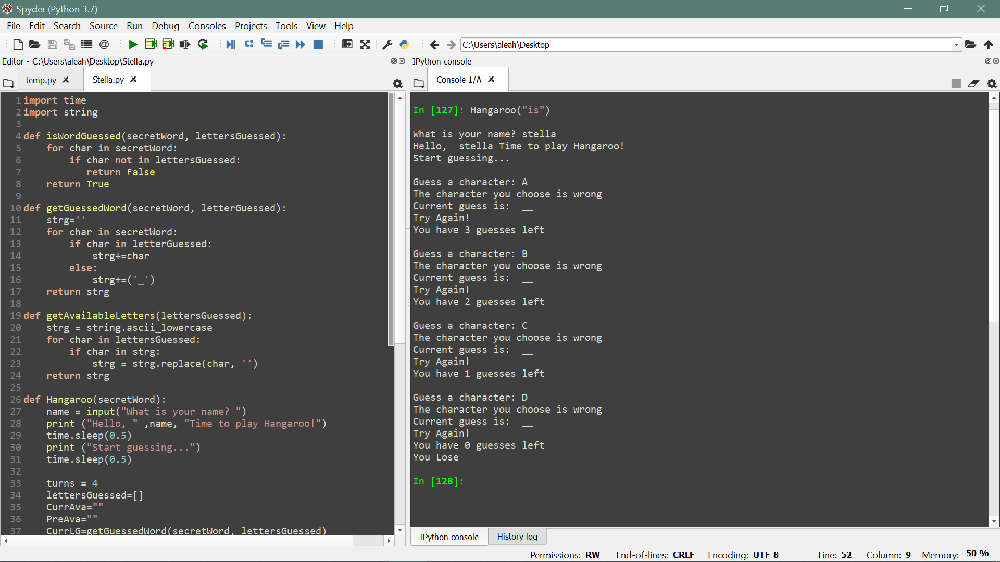 Spyder (Python 3.7)
File Edit Search Source Run Debug Consoles Projects Tools View Help
C:\Users\aleah\Desktop
Editor - C:\Users\aleah\Desktop\Stella.py
temp.py
Stella.py
1 import time
2 import string
3
4 def isWordGuessed(secretWord, lettersGuessed):
5     for char in secretWord:
6         if char not in lettersGuessed:
7            return False
8     return True
9
10 def getGuessedWord(secretWord, letterGuessed):
11     strg=''
12     for char in secretWord:
13         if char in letterGuessed:
14             strg+=char
15         else:
16             strg+=('_')
17     return strg
18
19 def getAvailableLetters(lettersGuessed):
20     strg = string.ascii_lowercase
21     for char in lettersGuessed:
22         if char in strg:
23             strg = strg.replace(char, '')
24     return strg
25
26 def Hangaroo(secretWord):
27     name = input("What is your name? ")
28     print ("Hello, " ,name, "Time to play Hangaroo!")
29     time.sleep(0.5)
30     print ("Start guessing...")
31     time.sleep(0.5)
32
33     turns = 4
34     lettersGuessed=[]
35     CurrAva=""
36     PreAva=""
37     CurrLG=getGuessedWord(secretWord, lettersGuessed)
IPython console
Console 1/A
In [127]: Hangaroo("is")
What is your name? stella
Hello,  stella Time to play Hangaroo!
Start guessing...
Guess a character: A
The character you choose is wrong
Current guess is:  __
Try Again!
You have 3 guesses left
Guess a character: B
The character you choose is wrong
Current guess is:  __
Try Again!
You have 2 guesses left
Guess a character: C
The character you choose is wrong
Current guess is:  __
Try Again!
You have 1 guesses left
Guess a character: D
The character you choose is wrong
Current guess is:  __
Try Again!
You have 0 guesses left
You Lose
In [128]:
IPython console
History log
Permissions: RW End-of-lines: CRLF Encoding: UTF-8 Line: 52 Column: 9 Memory: 50 %